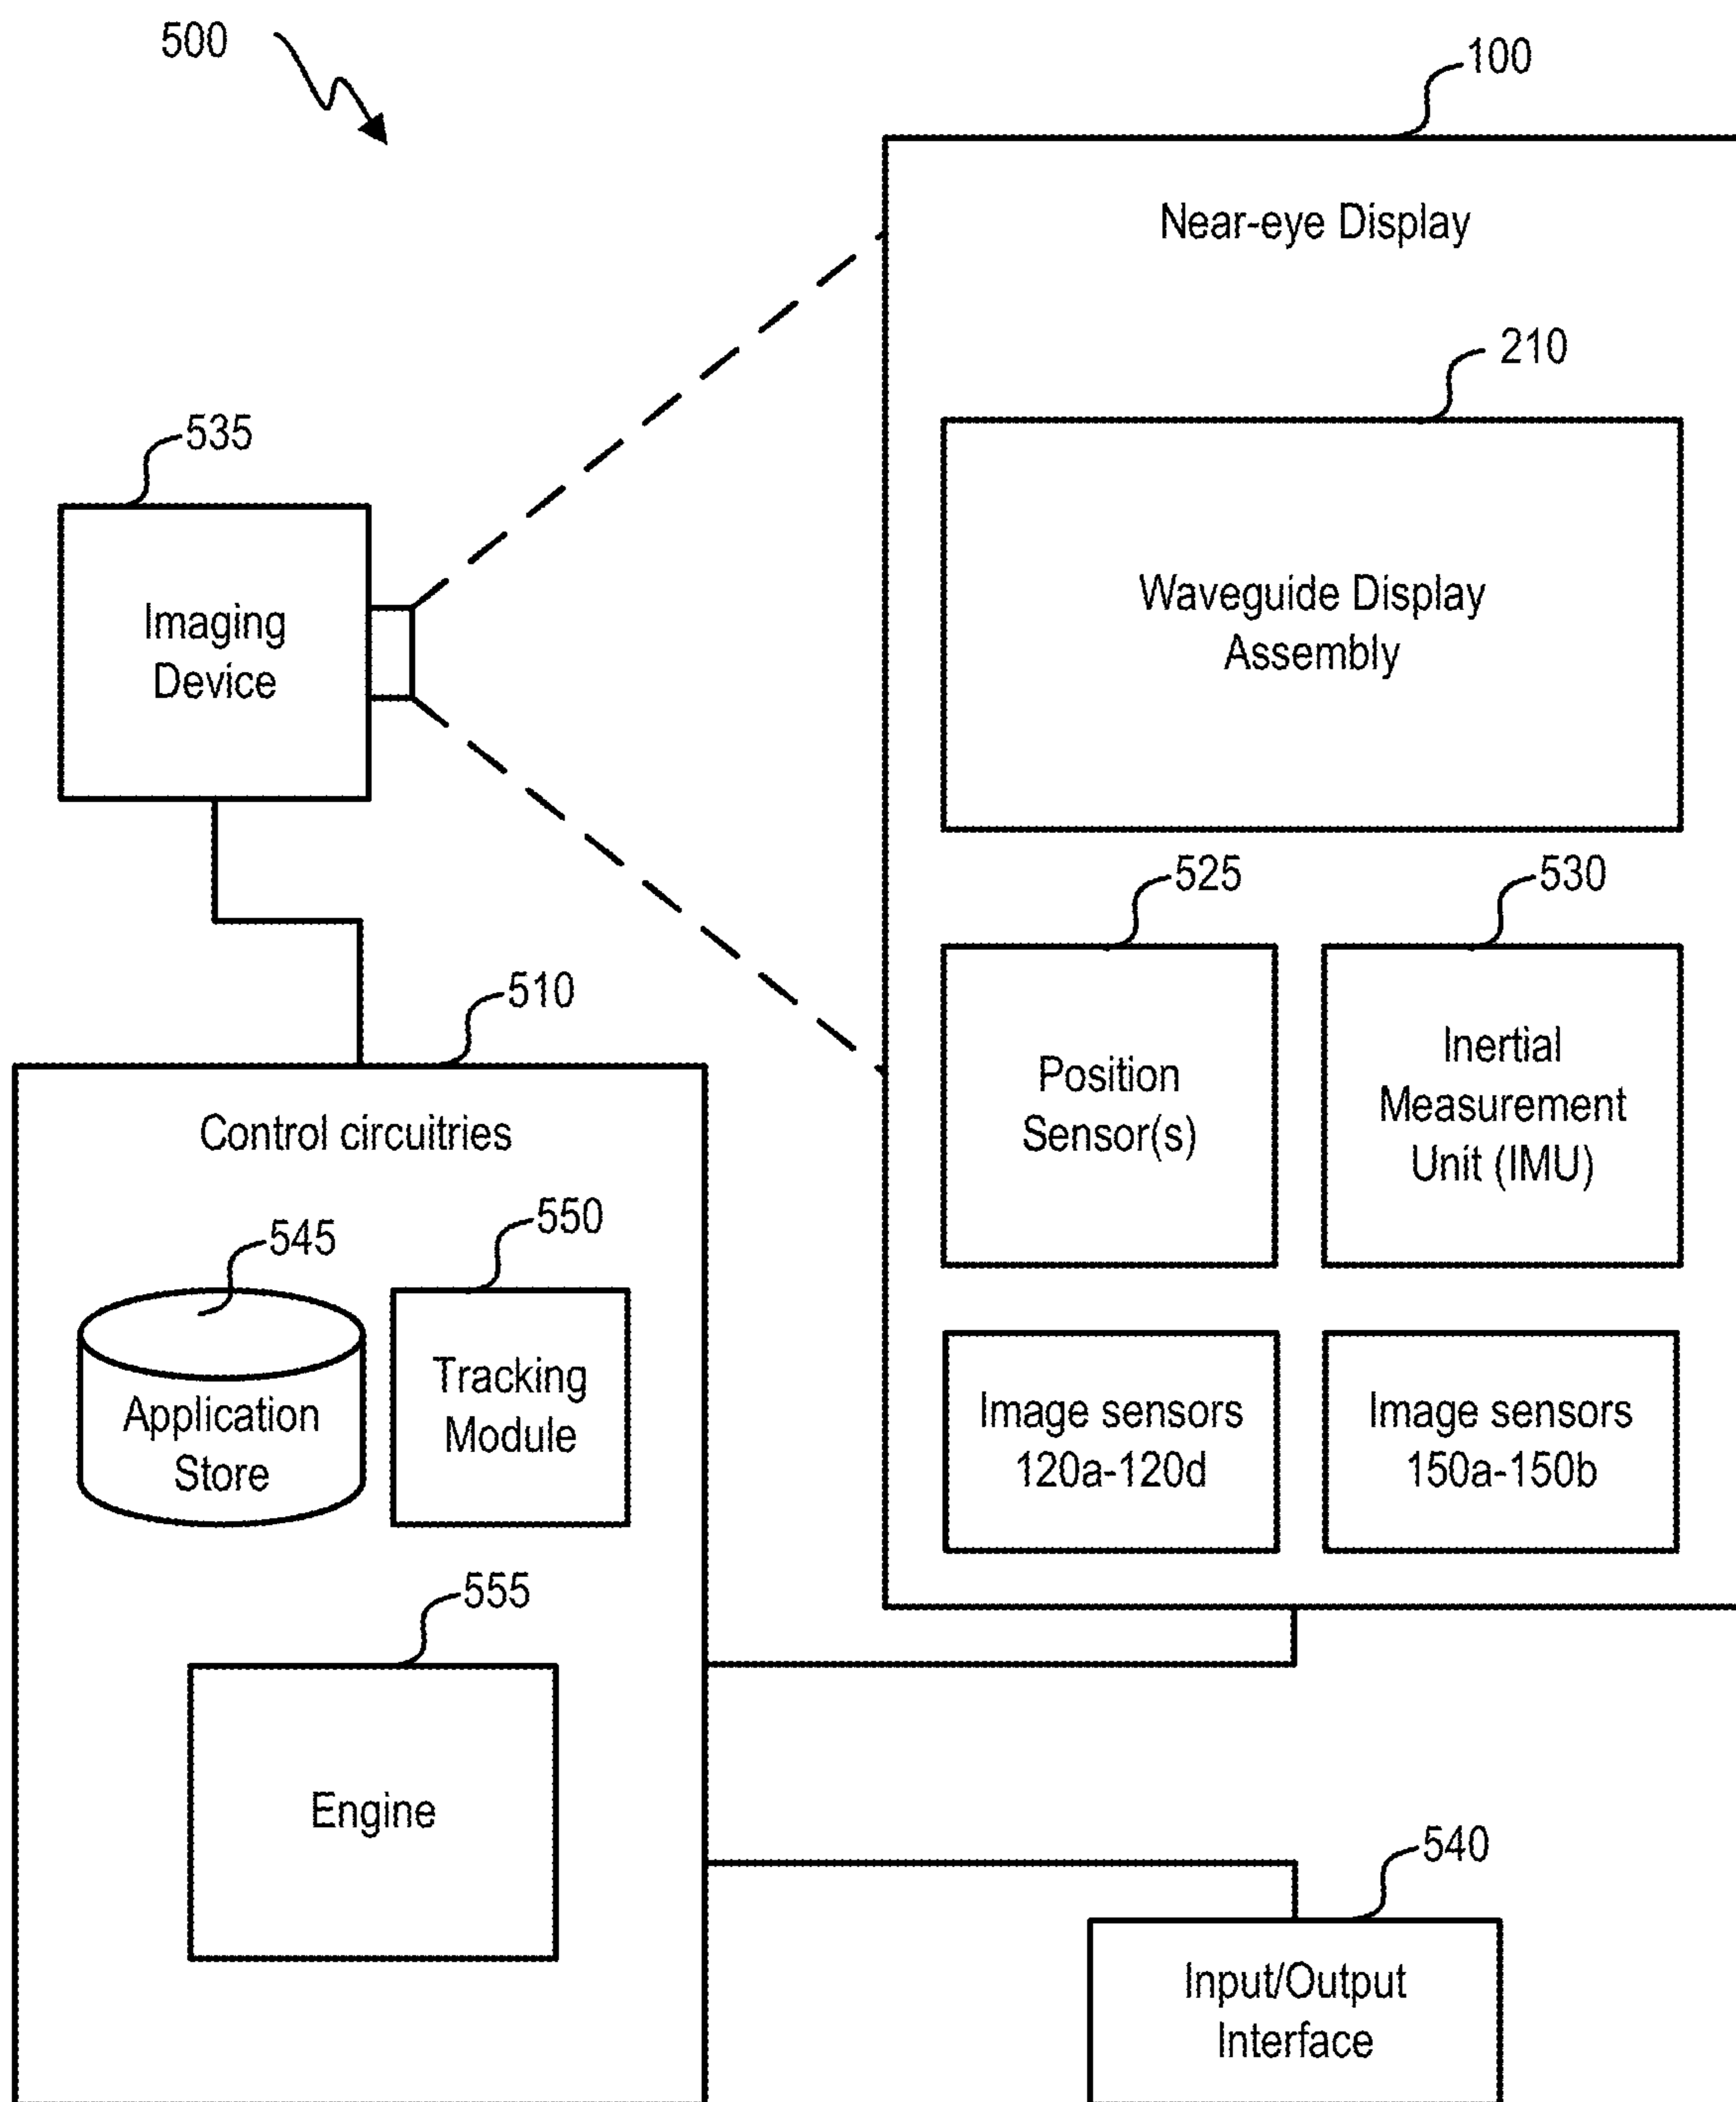 500
100
Near-eye Display
210
Waveguide Display
Assembly
535
Imaging
Device
525
530
Position
Sensor(s)
Inertial
Measurement
Unit (IMU)
Image sensors
120a-120d
Image sensors
150a-150b
510
Control circuitries
545
550
Application
Store
Tracking
Module
555
Engine
540
Input/Output
Interface